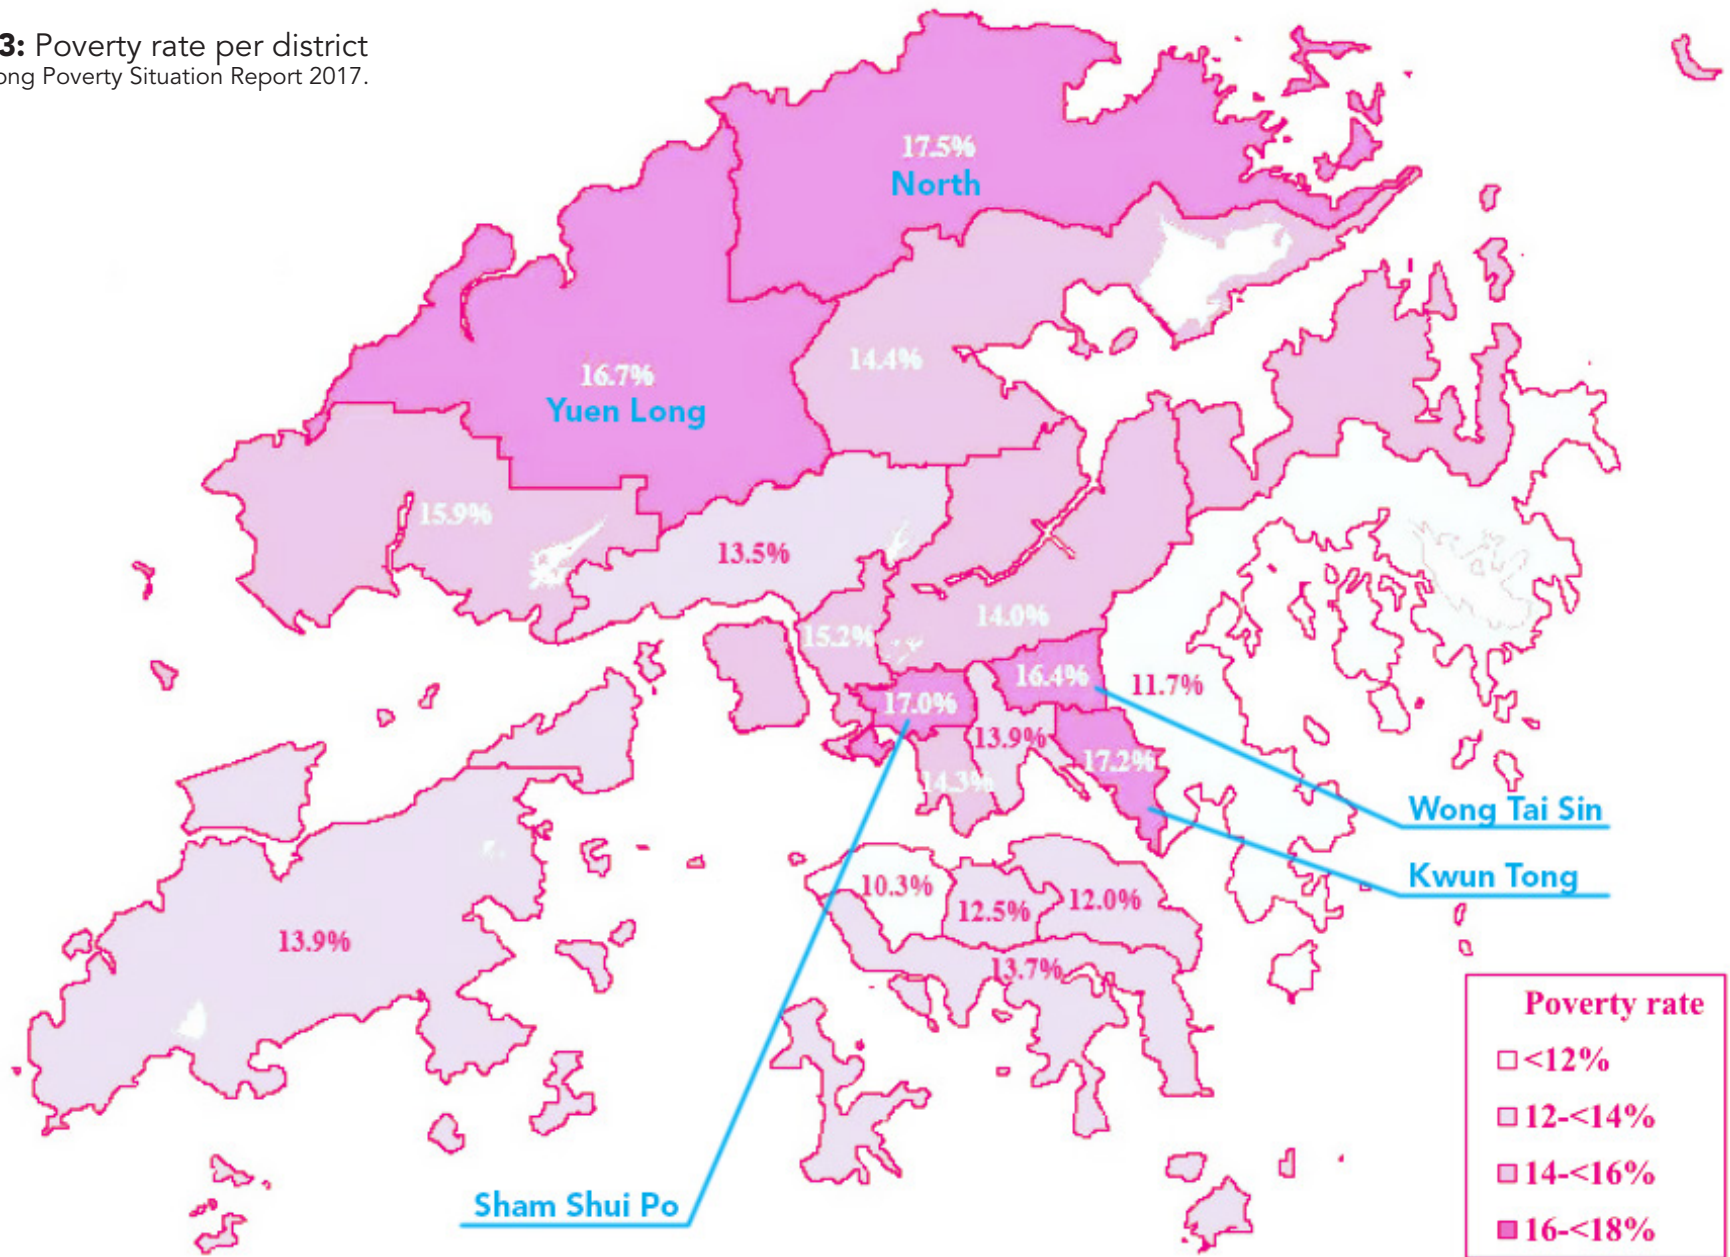 3: Poverty rate per district
ong Poverty Situation Report 2017.
17.5%
North
14.4%
16.7%
Yuen Long
15.9%
13.5%
14.0%
15.2%
16.4%
11.7%
17.0%
13.9%
17.2%
14.3%
Wong Tai Sin
Kwun Tong
10.3%
12.5%
12.0%
13.9%
13.7%
Sham Shui Po
Poverty rate
<12%
12-<14%
14-<16%
16-<18%